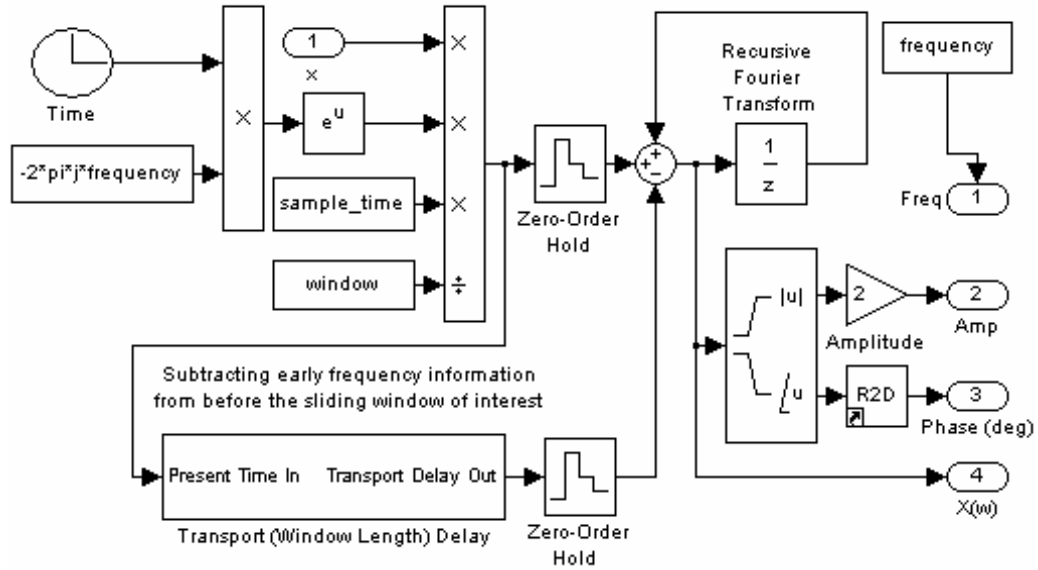 Time
-2*pi*j*frequency
×
1
×
e^u
sample_time
window
×
×
×
÷
Zero-Order
Hold
Recursive
Fourier
Transform
+
+
−
1
z
frequency
1
Freq
|u|
∠u
2
Amplitude
2
Amp
R2D
3
Phase (deg)
4
X(w)
Subtracting early frequency information
from before the sliding window of interest
Present Time In Transport Delay Out
Transport (Window Length) Delay
Zero-Order
Hold